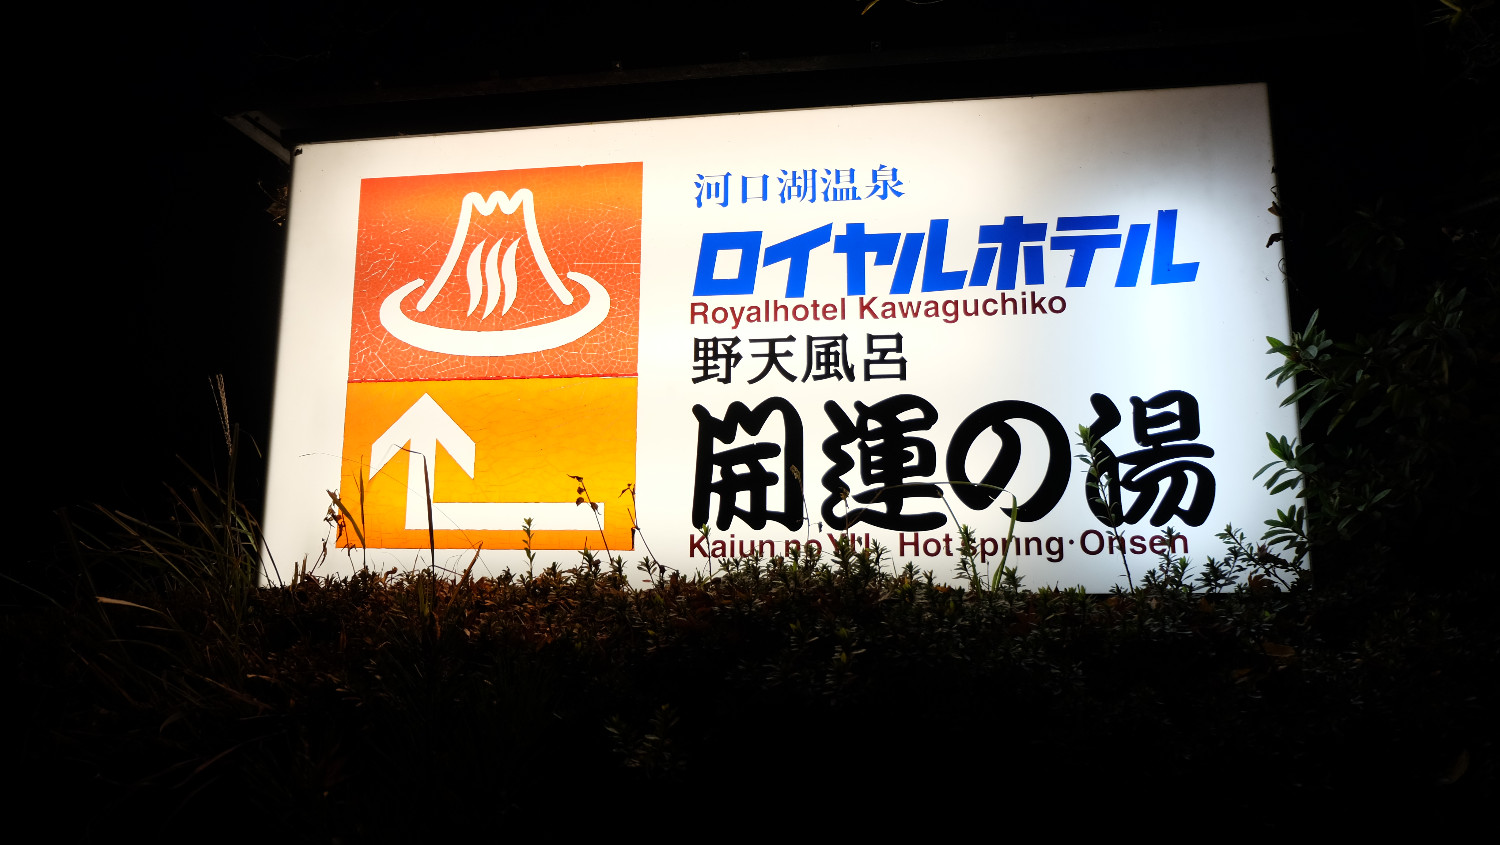 河口湖温泉
ロイヤルホテル
Royalhotel Kawaguchiko
野天風呂
開運の湯
Kaiun no YU Hot spring·Onsen